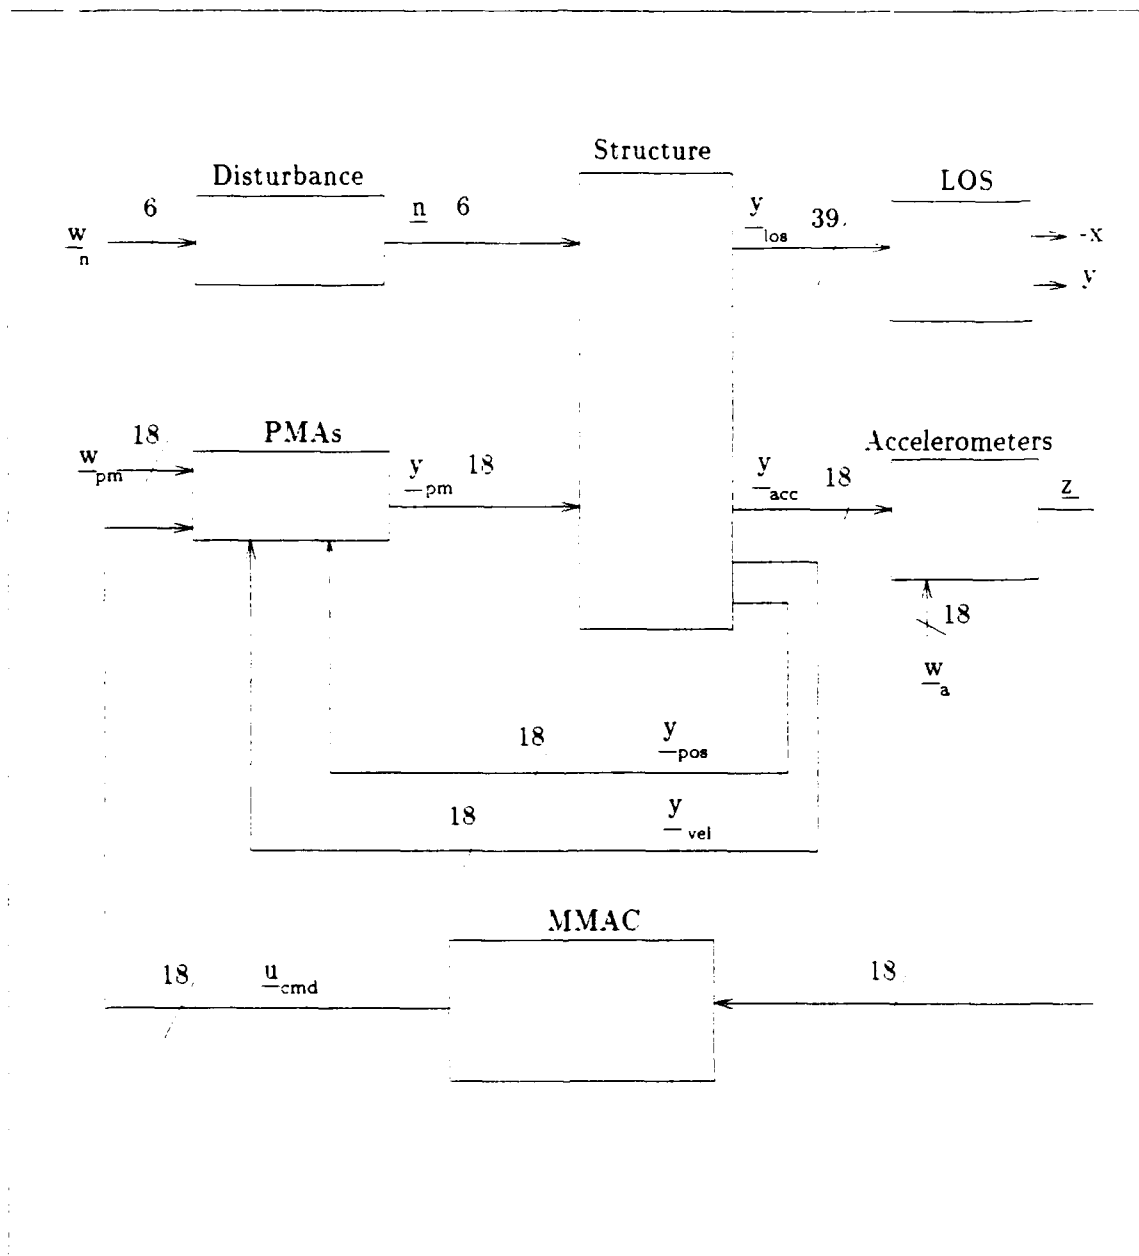 Structure
Disturbance
LOS
6
w
n
n 6
y
los
39
-x
y
PMAs
18
w
pm
y
pm
18
Accelerometers
y
acc
18
z
18
w
a
18
y
pos
18
y
vel
MMAC
18
u
cmd
18